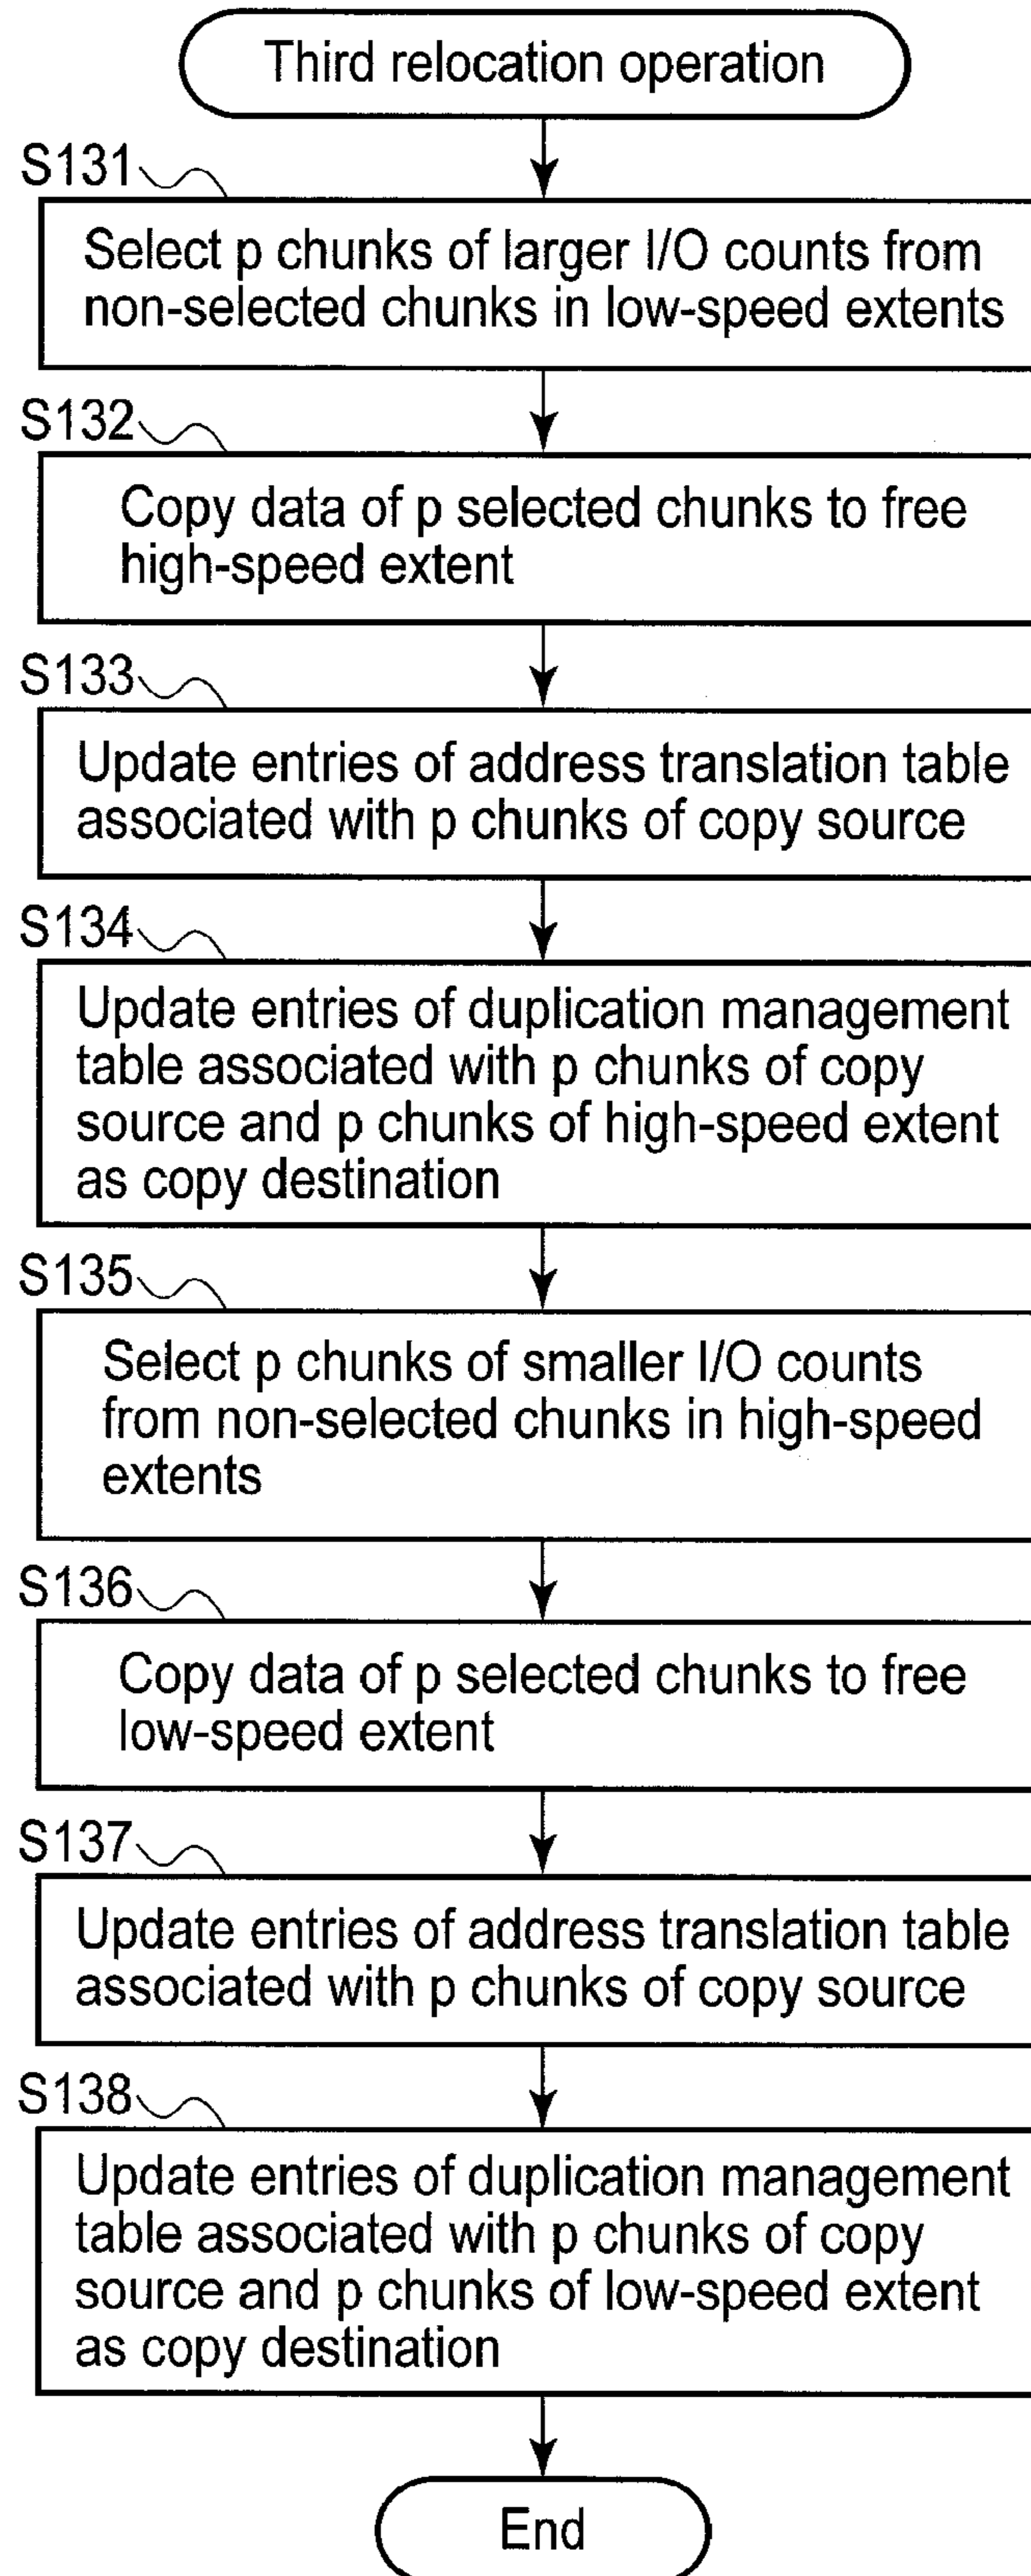 Third relocation operation
S131
Select p chunks of larger I/O counts from
non-selected chunks in low-speed extents
S132
Copy data of p selected chunks to free
high-speed extent
S133
Update entries of address translation table
associated with p chunks of copy source
S134
Update entries of duplication management
table associated with p chunks of copy
source and p chunks of high-speed extent
as copy destination
S135
Select p chunks of smaller I/O counts
from non-selected chunks in high-speed
extents
S136
Copy data of p selected chunks to free
low-speed extent
S137
Update entries of address translation table
associated with p chunks of copy source
S138
Update entries of duplication management
table associated with p chunks of copy
source and p chunks of low-speed extent
as copy destination
End